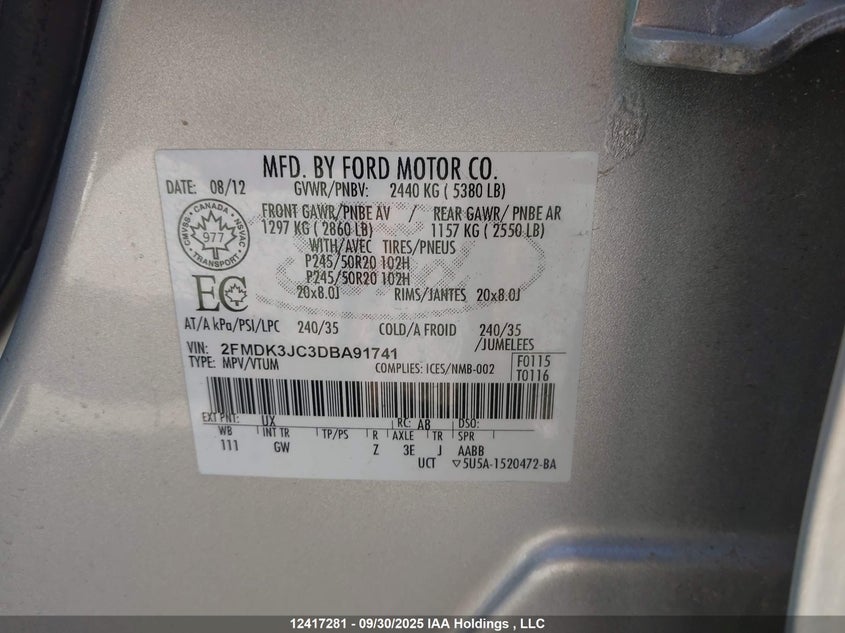 MFD. BY FORD MOTOR CO.
DATE: 08/12 GVWR/PNBV: 2440 KG ( 5380 LB)
FRONT GAWR/PNBE AV / REAR GAWR/ PNBE AR
1297 KG ( 2860 LB) 1157 KG ( 2550 LB)
WITH/AVEC TIRES/PNEUS
P245/50R20 102H
P245/50R20 102H
20x8.0J RIMS/JANTES 20x8.0J
CMVSS - CANADA - NSVAC
977
TRANSPORT
EC
AT/A kPa/PSI/LPC 240/35 COLD/A FROID 240/35
/JUMELEES
VIN: 2FMDK3JC3DBA91741
TYPE: MPV/VTUM COMPLIES: ICES/NMB-002
F0115
T0116
EXT PNT: UX RC: AB DSO:
WB INT TR TP/PS R AXLE TR SPR
111 GW Z 3E J AABB
UCT ▽5U5A-1520472-BA
12417281 - 09/30/2025 IAA Holdings , LLC